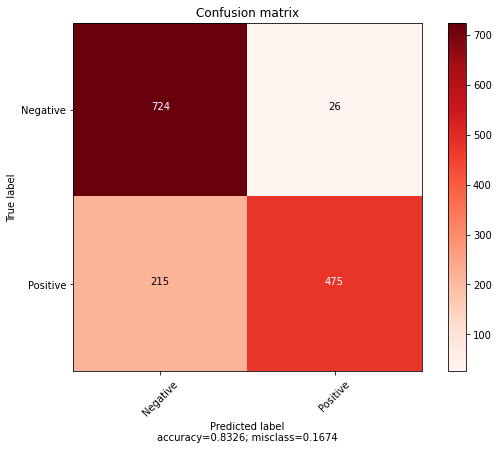 Confusion matrix
700
Negative 724 26
600
500
True label
400
300
Positive 215 475
200
100
Negative Positive
Predicted label
accuracy=0.8326; misclass=0.1674